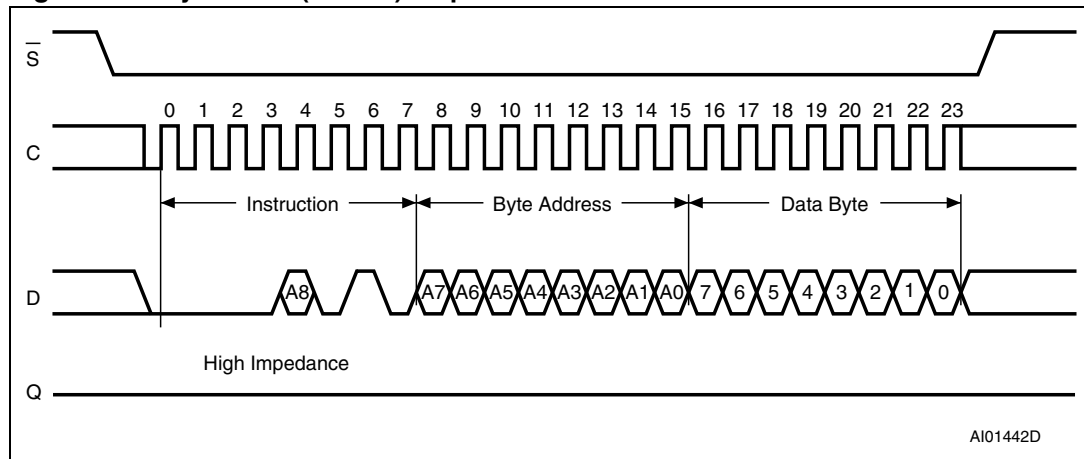 S
0 1 2 3 4 5 6 7 8 9 10 11 12 13 14 15 16 17 18 19 20 21 22 23
C
Instruction Byte Address Data Byte
D A8 A7 A6 A5 A4 A3 A2 A1 A0 7 6 5 4 3 2 1 0
High Impedance
Q
AI01442D